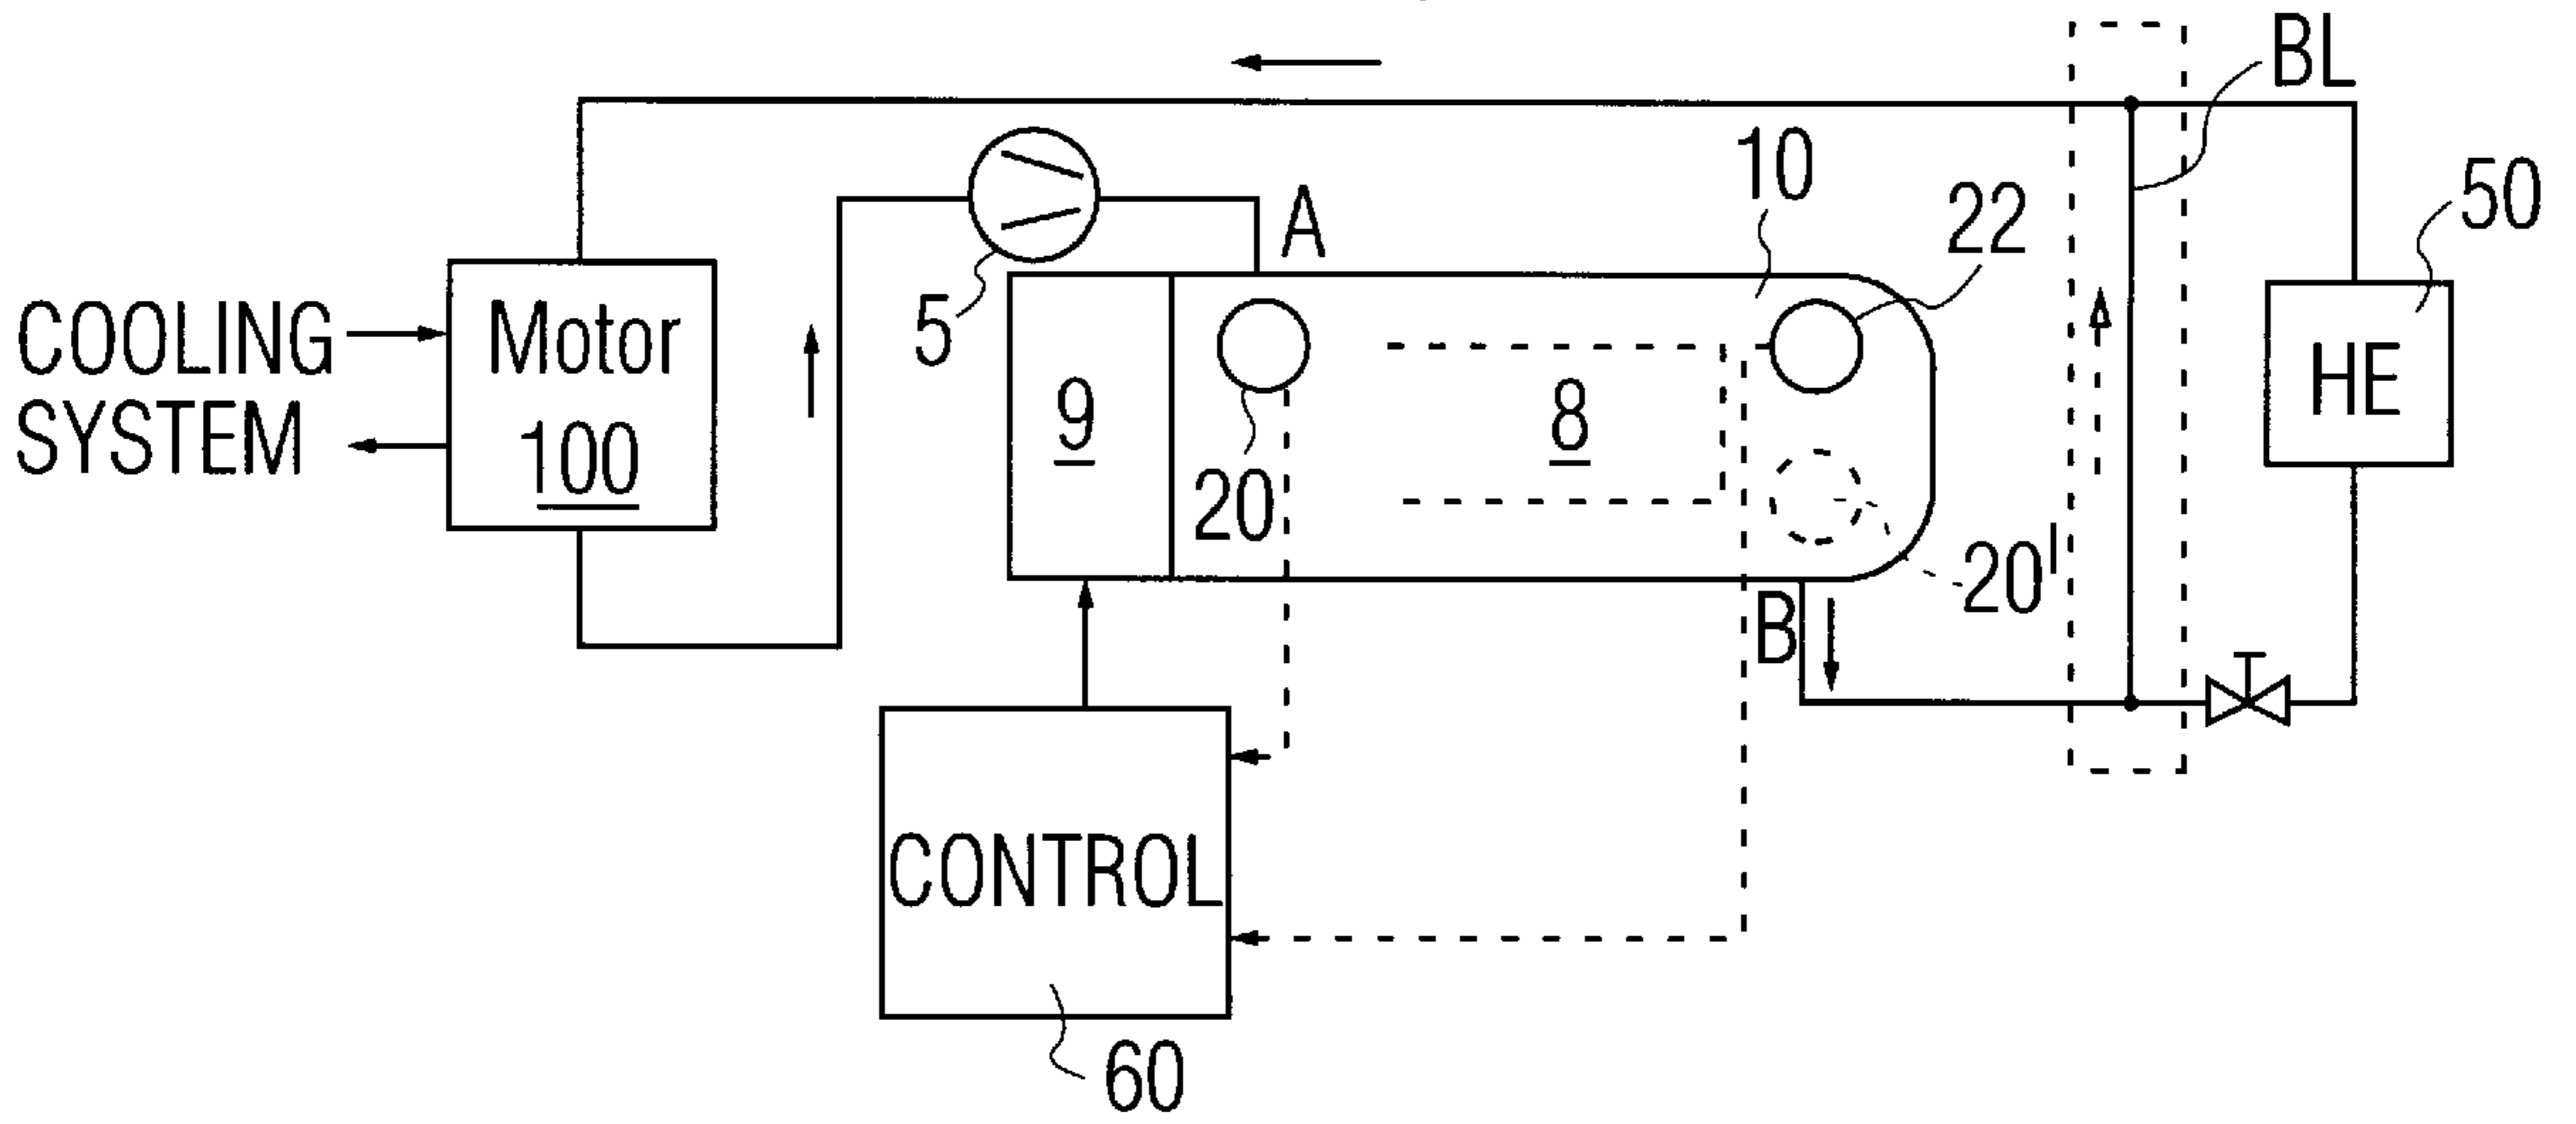 BL
10
A
22
50
5
COOLING
SYSTEM
Motor
100
9
8
HE
20
20'
B
CONTROL
60